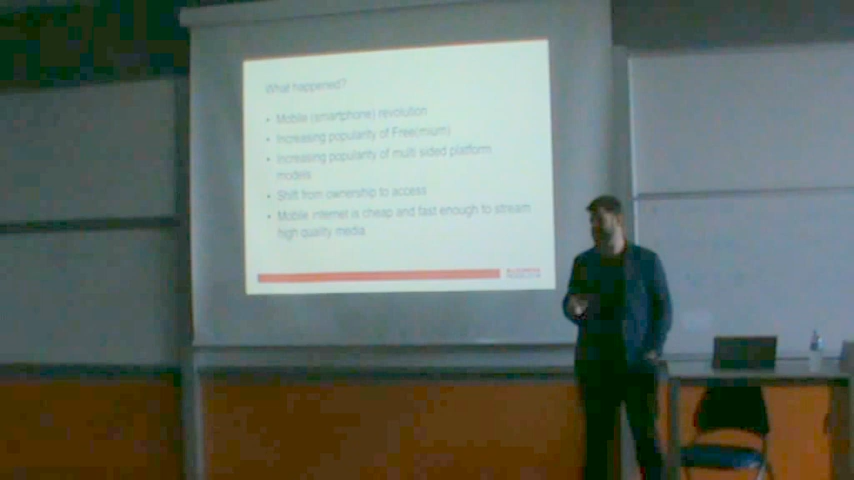 What happened?
• Mobile (smartphone) revolution
• Increasing popularity of Free(mium)
• Increasing popularity of multi sided platform
models
• Shift from ownership to access
• Mobile internet is cheap and fast enough to stream
high quality media